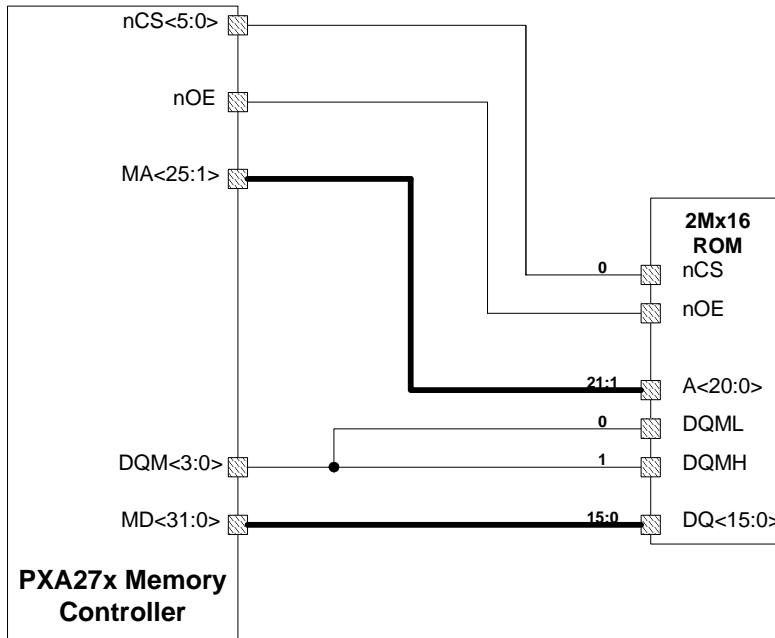 nCS<5:0>
nOE
MA<25:1>
2Mx16
ROM
0
nCS
nOE
21:1
A<20:0>
0
DQML
DQM<3:0>
1
DQMH
MD<31:0>
15:0
DQ<15:0>
PXA27x Memory
Controller